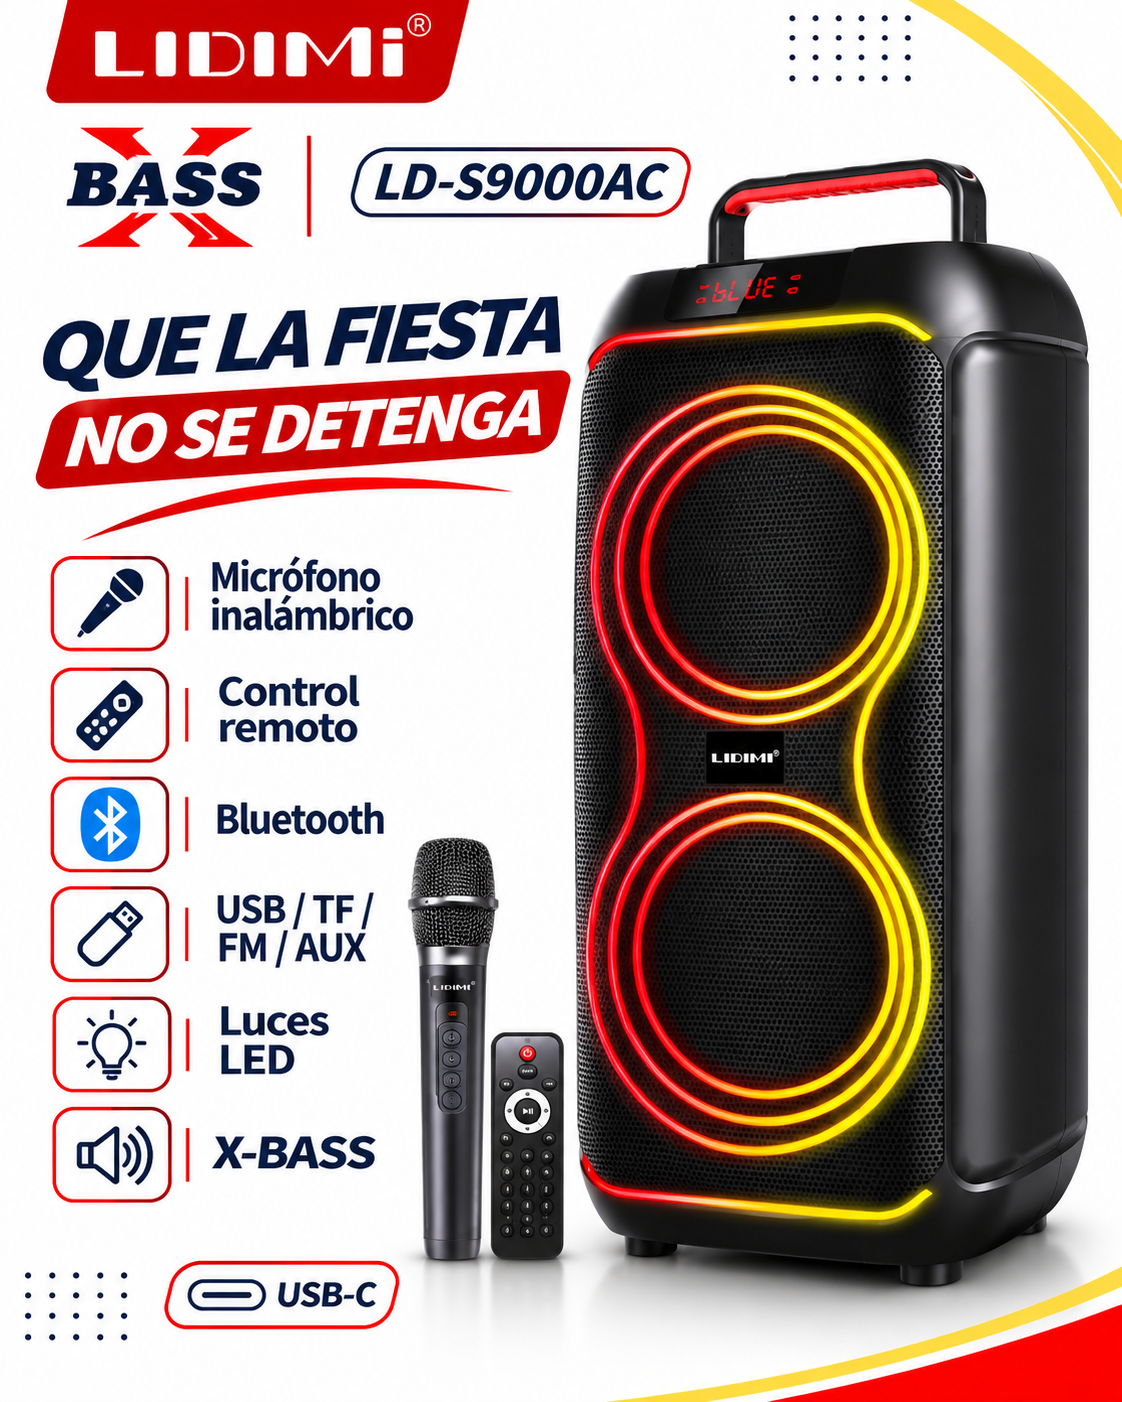 LIDIMi®
X
BASS
LD-S9000AC
bLUE
QUE LA FIESTA
NO SE DETENGA
Micrófono
inalámbrico
Control
remoto
Bluetooth
USB / TF /
FM / AUX
Luces
LED
X-BASS
USB-C
LIDIMI®
LIDIMI®